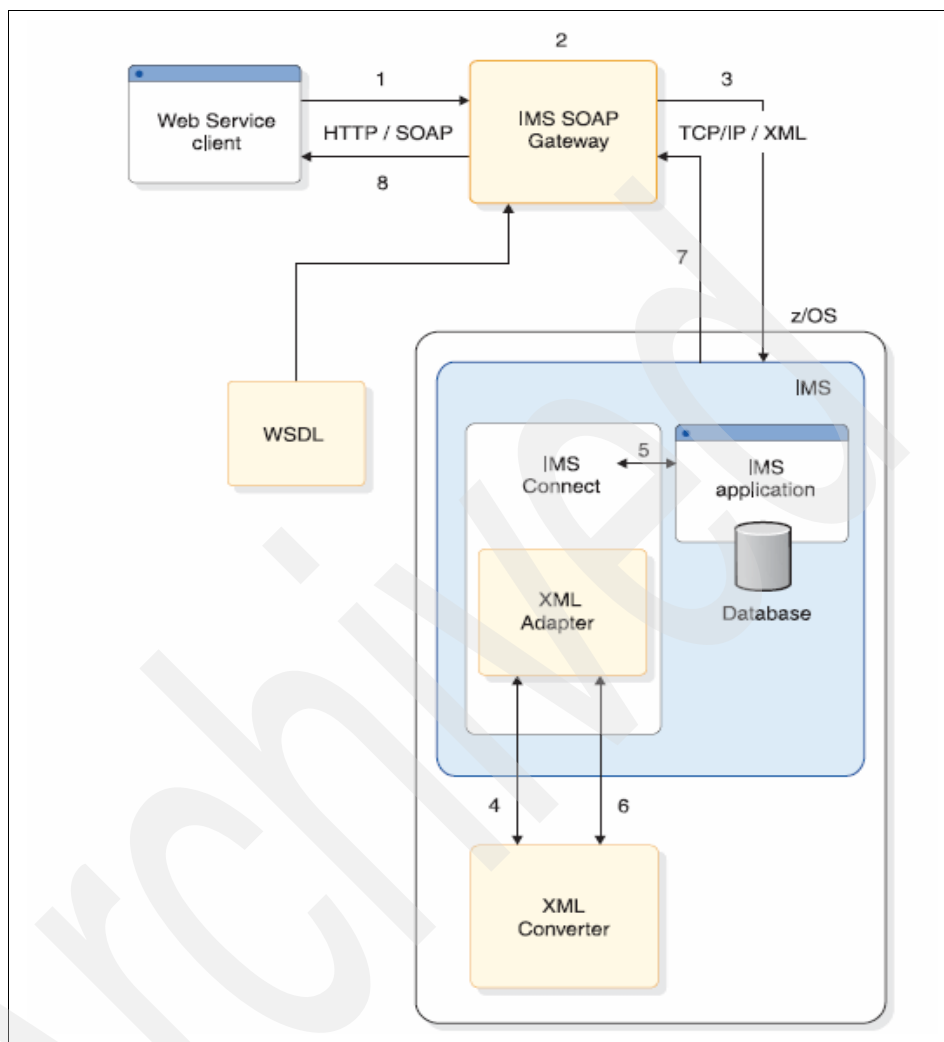 2
1
3
Web Service
client
HTTP / SOAP
IMS SOAP
Gateway
TCP/IP / XML
8
7
z/OS
WSDL
IMS
IMS
Connect
5
IMS
application
XML
Adapter
Database
4
6
XML
Converter
Archived